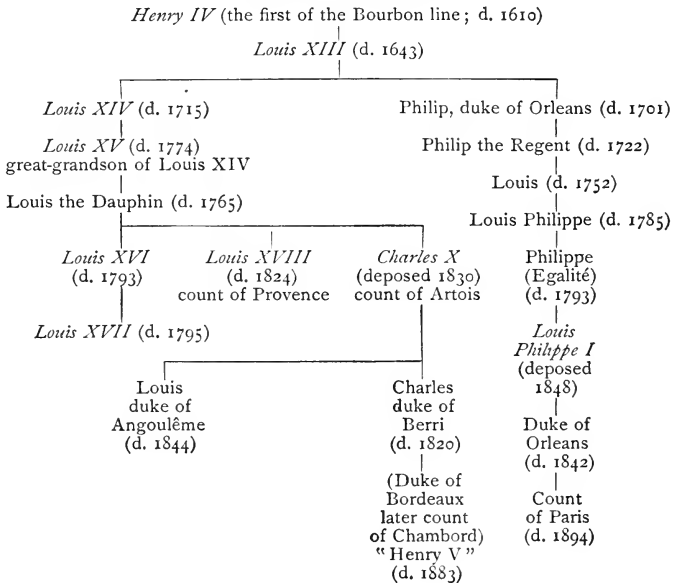 Henry IV (the first of the Bourbon line; d. 1610)
Louis XIII (d. 1643)
Louis XIV (d. 1715)
Philip, duke of Orleans (d. 1701)
Louis XV (d. 1774)
great-grandson of Louis XIV
Philip the Regent (d. 1722)
Louis (d. 1752)
Louis the Dauphin (d. 1765)
Louis Philippe (d. 1785)
Louis XVI
(d. 1793)
Louis XVIII
(d. 1824)
count of Provence
Charles X
(deposed 1830)
count of Artois
Philippe
(Egalité)
(d. 1793)
Louis XVII (d. 1795)
Louis
Philippe I
(deposed
1848)
Louis
duke of
Angoulême
(d. 1844)
Charles
duke of
Berri
(d. 1820)
Duke of
Orleans
(d. 1842)
(Duke of
Bordeaux
later count
of Chambord)
"Henry V"
(d. 1883)
Count
of Paris
(d. 1894)